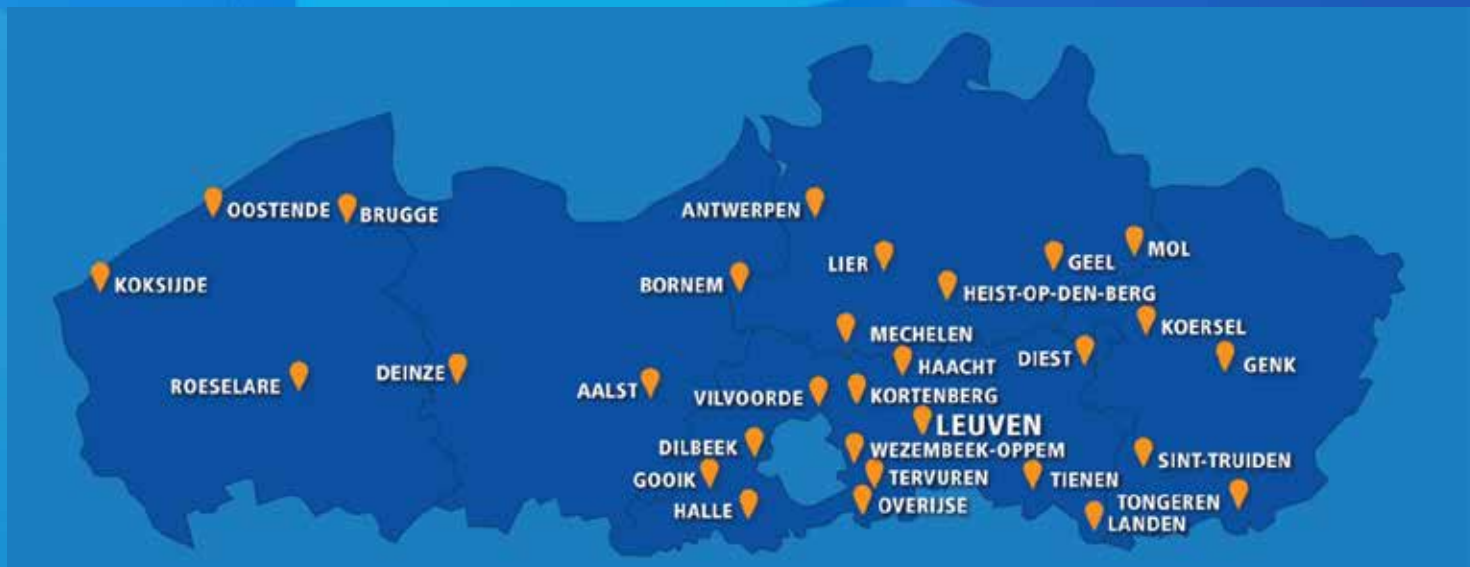 OOSTENDE
BRUGGE
ANTWERPEN
MOL
LIER
GEEL
KOKSIJDE
BORNEM
HEIST-OP-DEN-BERG
KOERSEL
MECHELEN
DIEST
HAACHT
GENK
DEINZE
ROESELARE
AALST
VILVOORDE
KORTENBERG
LEUVEN
DILBEEK
WEZEMBEEK-OPPEM
SINT-TRUIDEN
GOOIK
TERVUREN
TIENEN
HALLE
OVERIJSE
TONGEREN
LANDEN